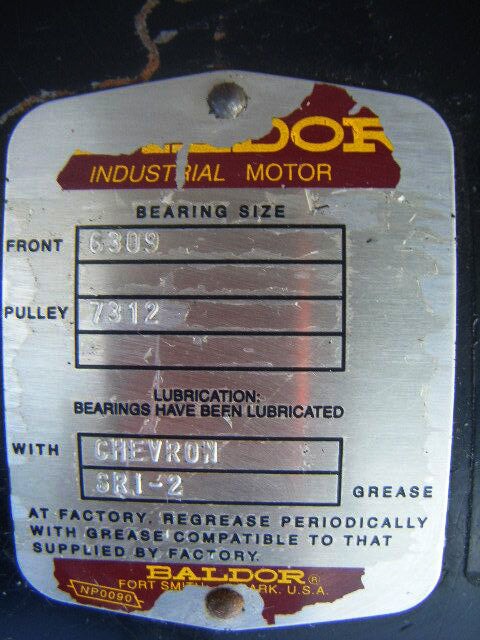 BALDOR
INDUSTRIAL MOTOR
BEARING SIZE
FRONT 6309
PULLEY 7312
LUBRICATION:
BEARINGS HAVE BEEN LUBRICATED
WITH CHEVRON
SRI-2 GREASE
AT FACTORY. REGREASE PERIODICALLY
WITH GREASE COMPATIBLE TO THAT
SUPPLIED BY FACTORY.
BALDOR®
FORT SMITH, ARK. U.S.A.
NP0090